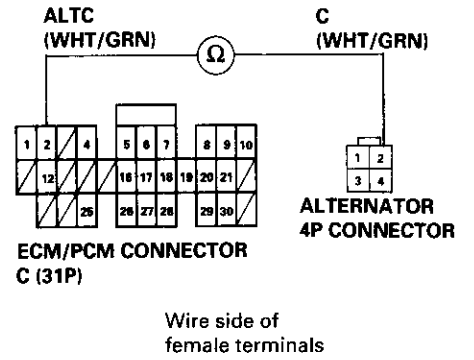 ALTC
(WHT/GRN)
C
(WHT/GRN)
Ω
1 2 4 5 6 7 8 9 10
12 16 17 18 19 20 21
25 26 27 28 29 30
1 2
3 4
ECM/PCM CONNECTOR
C (31P)
ALTERNATOR
4P CONNECTOR
Wire side of
female terminals